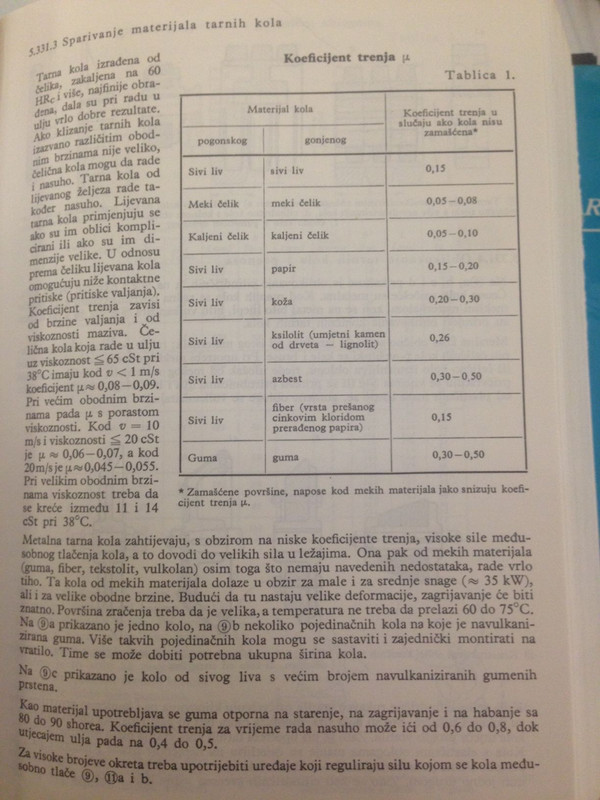 5.331.3 Sparivanje materijala tarnih kola
Tarna kola izrađena od
čelika, zakaljena na 60
HRc i više, najfinije obra-
đena, dala su pri radu u
ulju vrlo dobre rezultate.
Ako klizanje tarnih kola
izazvano različitim obod-
nim brzinama nije veliko,
čelična kola mogu da rade
i nasuho. Tarna kola od
lijevanog željeza rade ta-
kođer nasuho. Lijevana
tarna kola primjenjuju se
ako su im oblici kompli-
cirani ili ako su im di-
menzije velike. U odnosu
prema čeliku lijevana kola
omogućuju niže kontaktne
pritiske (pritiske valjanja).
Koeficijent trenja zavisi
od brzine valjanja i od
viskoznosti maziva. Če-
lična kola koja rade u ulju
uz viskoznost ≦ 65 cSt pri
38°C imaju kod v < 1 m/s
koeficijent μ ≈ 0,08—0,09.
Pri većim obodnim brzi-
nama pada μ s porastom
viskoznosti. Kod v = 10
m/s i viskoznosti ≦ 20 cSt
je μ ≈ 0,06—0,07, a kod
20 m/s je μ ≈ 0,045—0,055.
Pri velikim obodnim brzi-
nama viskoznost treba da
se kreće između 11 i 14
cSt pri 38°C.
Koeficijent trenja μ
Tablica 1.
Materijal kola
Koeficijent trenja u
slučaju ako kola nisu
zamašćena*
pogonskog gonjenog
Sivi liv sivi liv 0,15
Meki čelik meki čelik 0,05—0,08
Kaljeni čelik kaljeni čelik 0,05—0,10
Sivi liv papir 0,15—0,20
Sivi liv koža 0,20—0,30
Sivi liv ksilolit (umjetni kamen
od drveta — lignolit) 0,26
Sivi liv azbest 0,30—0,50
Sivi liv fiber (vrsta prešanog
cinkovim kloridom
prerađenog papira) 0,15
Guma guma 0,30—0,50
* Zamašćene površine, napose kod mekih materijala jako snizuju koefi-
cijent trenja μ.
Metalna tarna kola zahtijevaju, s obzirom na niske koeficijente trenja, visoke sile među-
sobnog tlačenja kola, a to dovodi do velikih sila u ležajima. Ona pak od mekih materijala
(guma, fiber, tekstolit, vulkolan) osim toga što nemaju navedenih nedostataka, rade vrlo
tiho. Ta kola od mekih materijala dolaze u obzir za male i za srednje snage (≈ 35 kW),
ali i za velike obodne brzine. Budući da tu nastaju velike deformacije, zagrijavanje će biti
znatno. Površina zračenja treba da je velika, a temperatura ne treba da prelazi 60 do 75°C.
Na ⑨a prikazano je jedno kolo, na ⑨b nekoliko pojedinačnih kola na koje je navulkani-
zirana guma. Više takvih pojedinačnih kola mogu se sastaviti i zajednički montirati na
vratilo. Time se može dobiti potrebna ukupna širina kola.
Na ⑨c prikazano je kolo od sivog liva s većim brojem navulkaniziranih gumenih
prstena.
Kao materijal upotrebljava se guma otporna na starenje, na zagrijavanje i na habanje sa
80 do 90 shorea. Koeficijent trenja za vrijeme rada nasuho može ići od 0,6 do 0,8, dok
utjecajem ulja pada na 0,4 do 0,5.
Za visoke brojeve okreta treba upotrijebiti uređaje koji reguliraju silu kojom se kola među-
sobno tlače ⑨, ⑪a i b.
R